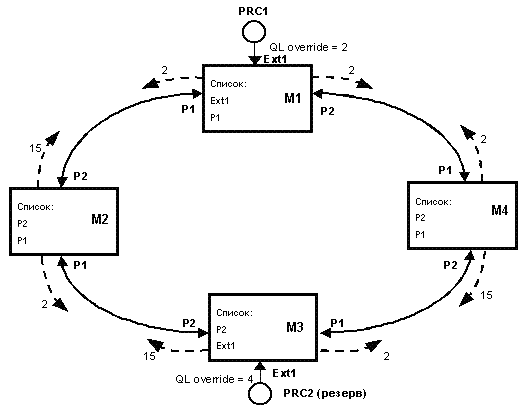 PRC1
QL override = 2
Ext1
2
2
Список:
Ext1
P1
M1
P1
P2
15
2
P2
P1
Список:
P2
P1
M2
Список:
P2
P1
M4
P1
P2
2
15
P2
P1
Список:
P2
Ext1
M3
15
2
Ext1
QL override = 4
PRC2 (резерв)